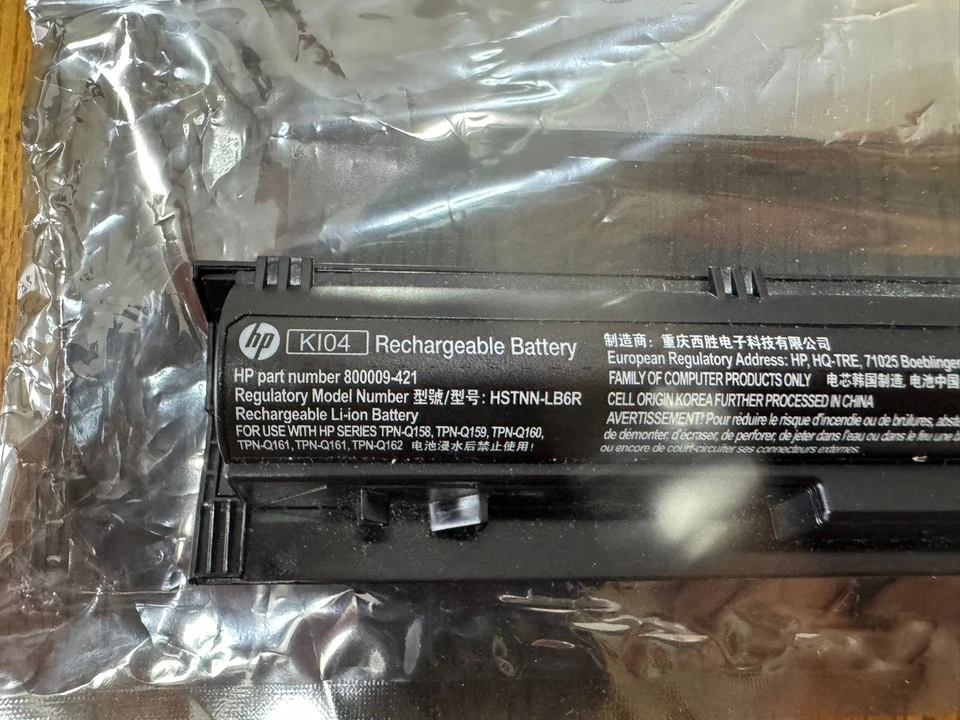 hp KI04 Rechargeable Battery
HP part number 800009-421
Regulatory Model Number 型號/型号: HSTNN-LB6R
Rechargeable Li-ion Battery
FOR USE WITH HP SERIES TPN-Q158, TPN-Q159, TPN-Q160,
TPN-Q161, TPN-Q161, TPN-Q162 电池浸水后禁止使用!
制造商: 重庆西胜电子科技有限公司
European Regulatory Address: HP, HQ-TRE, 71025 Boeblingen
FAMILY OF COMPUTER PRODUCTS ONLY 电芯韩国制造, 电池中国
CELL ORIGIN KOREA FURTHER PROCESSED IN CHINA
AVERTISSEMENT! Pour réduire le risque d'incendie ou de brûlures, abste
de démonter, d'écraser, de perforer, de jeter dans l'eau ou dans le feu une
ou encore de court-circuiter ses connecteurs externes.